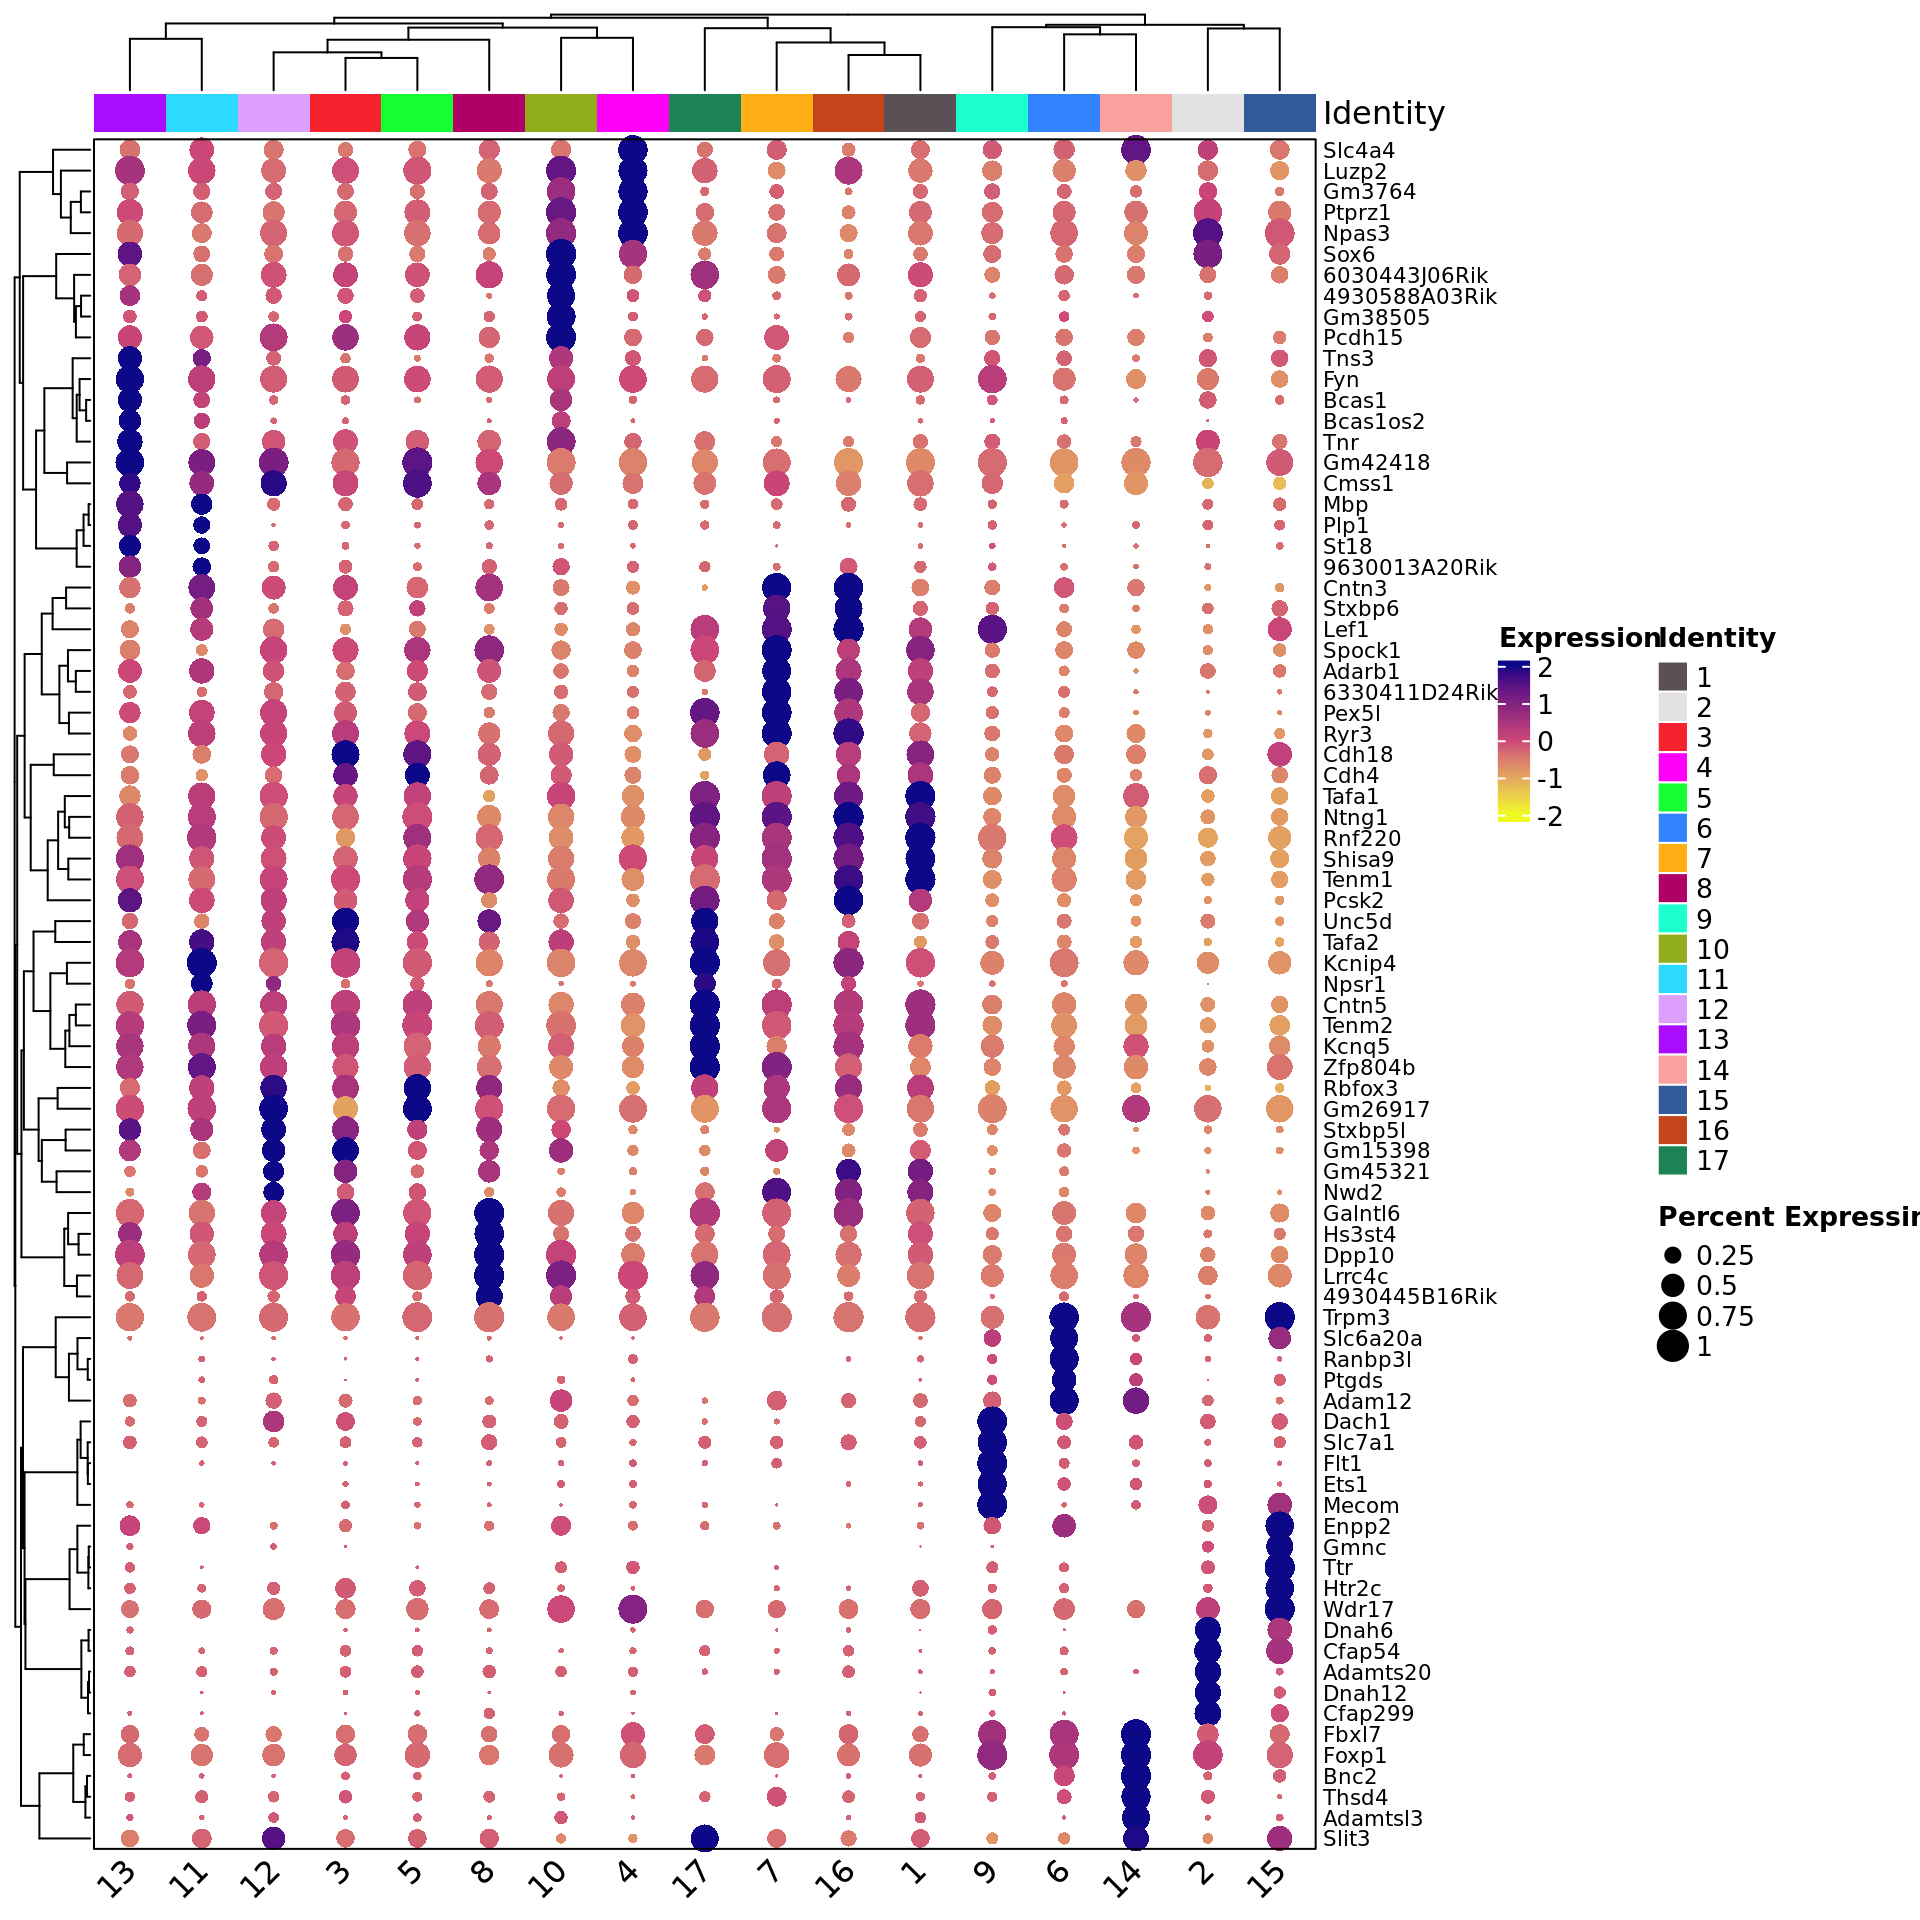 Identity
Slc4a4
Luzp2
Gm3764
Ptprz1
Npas3
Sox6
6030443J06Rik
4930588A03Rik
Gm38505
Pcdh15
Tns3
Fyn
Bcas1
Bcas1os2
Tnr
Gm42418
Cmss1
Mbp
Plp1
St18
9630013A20Rik
Cntn3
Stxbp6
Lef1
Spock1
Adarb1
6330411D24Rik
Pex5l
Ryr3
Cdh18
Cdh4
Tafa1
Ntng1
Rnf220
Shisa9
Tenm1
Pcsk2
Unc5d
Tafa2
Kcnip4
Npsr1
Cntn5
Tenm2
Kcnq5
Zfp804b
Rbfox3
Gm26917
Stxbp5l
Gm15398
Gm45321
Nwd2
Galntl6
Hs3st4
Dpp10
Lrrc4c
4930445B16Rik
Trpm3
Slc6a20a
Ranbp3l
Ptgds
Adam12
Dach1
Slc7a1
Flt1
Ets1
Mecom
Enpp2
Gmnc
Ttr
Htr2c
Wdr17
Dnah6
Cfap54
Adamts20
Dnah12
Cfap299
Fbxl7
Foxp1
Bnc2
Thsd4
Adamtsl3
Slit3
13 11 12 3 5 8 10 4 17 7 16 1 9 6 14 2 15
Expression
2
1
0
-1
-2
Identity
1
2
3
4
5
6
7
8
9
10
11
12
13
14
15
16
17
Percent Expressin
0.25
0.5
0.75
1